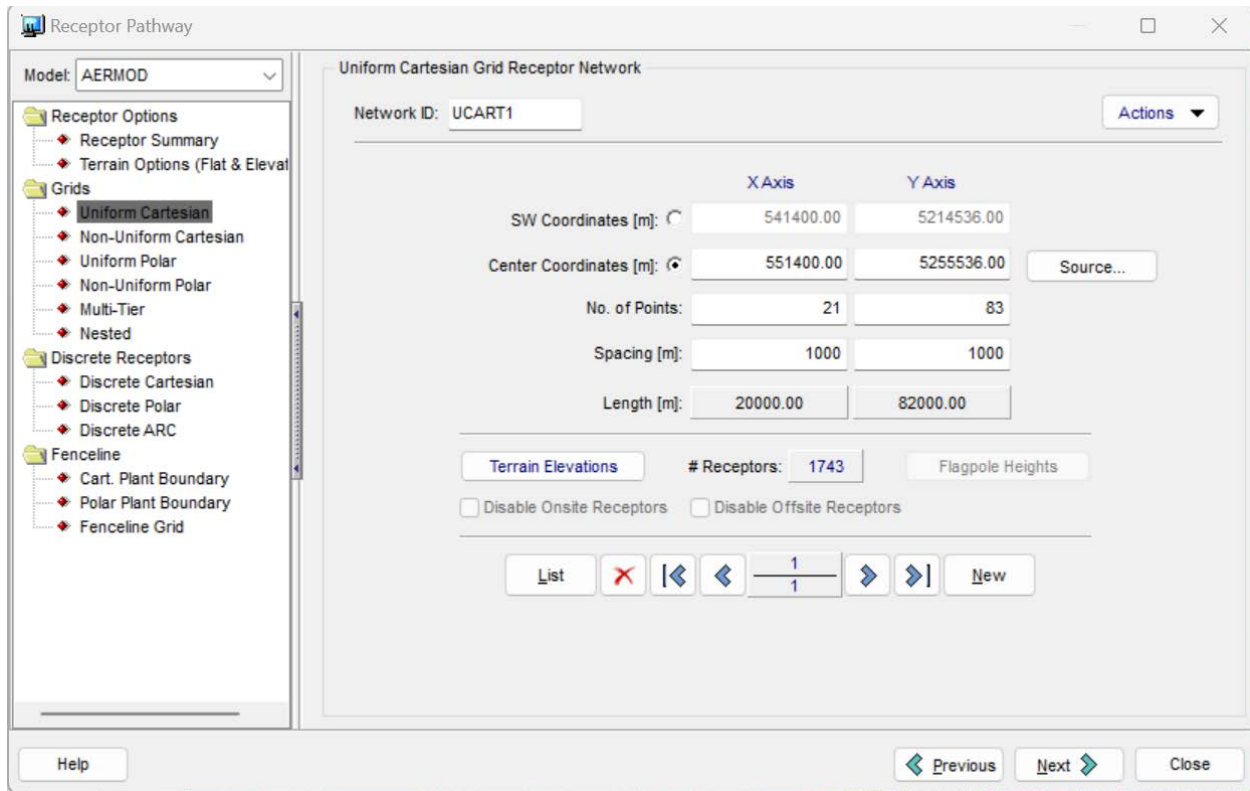 Receptor Pathway
Model: AERMOD
Receptor Options
Receptor Summary
Terrain Options (Flat & Elevat
Grids
Uniform Cartesian
Non-Uniform Cartesian
Uniform Polar
Non-Uniform Polar
Multi-Tier
Nested
Discrete Receptors
Discrete Cartesian
Discrete Polar
Discrete ARC
Fenceline
Cart. Plant Boundary
Polar Plant Boundary
Fenceline Grid
Uniform Cartesian Grid Receptor Network
Network ID: UCART1 Actions
X Axis Y Axis
SW Coordinates [m]: 541400.00 5214536.00
Center Coordinates [m]: 551400.00 5255536.00 Source...
No. of Points: 21 83
Spacing [m]: 1000 1000
Length [m]: 20000.00 82000.00
Terrain Elevations # Receptors: 1743 Flagpole Heights
Disable Onsite Receptors Disable Offsite Receptors
List 1 New
1
Help Previous Next Close